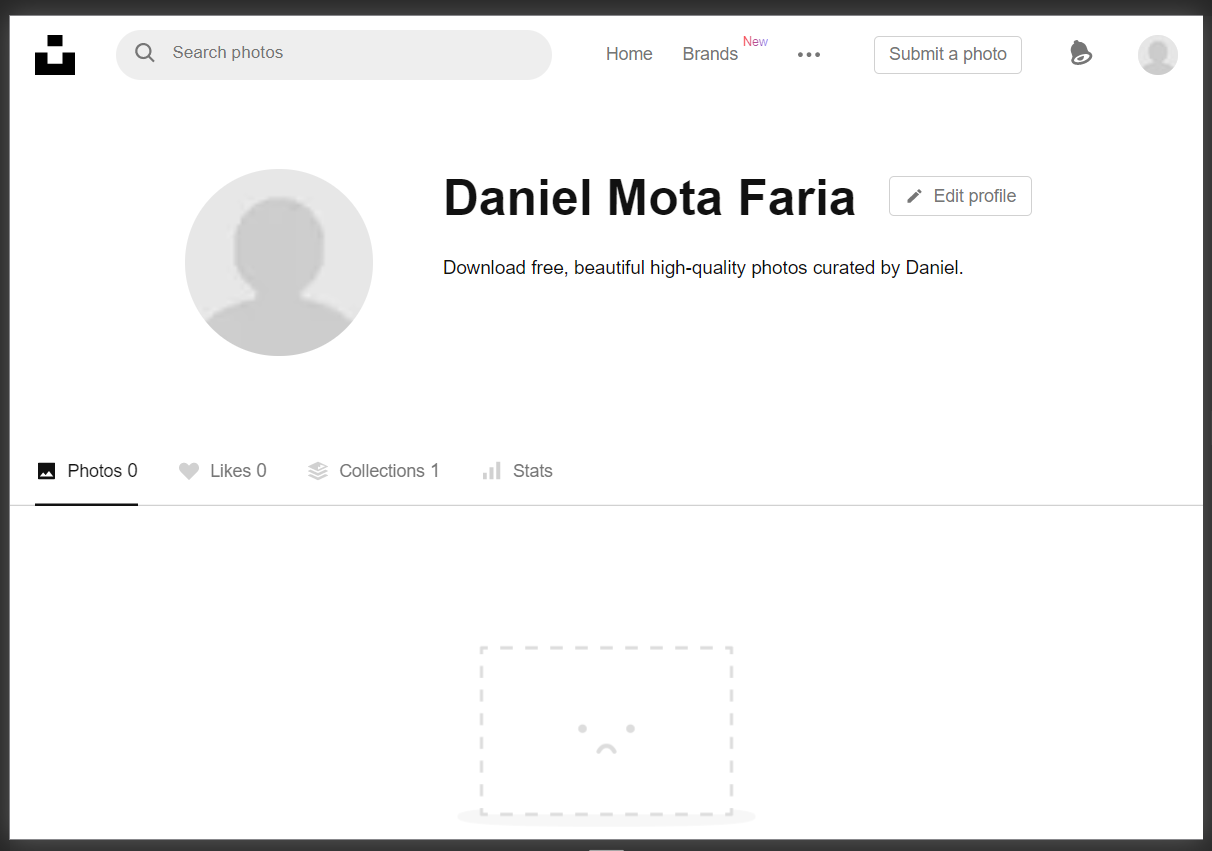 Search photos
Home
Brands
New
Submit a photo
Daniel Mota Faria
Edit profile
Download free, beautiful high-quality photos curated by Daniel.
Photos 0
Likes 0
Collections 1
Stats